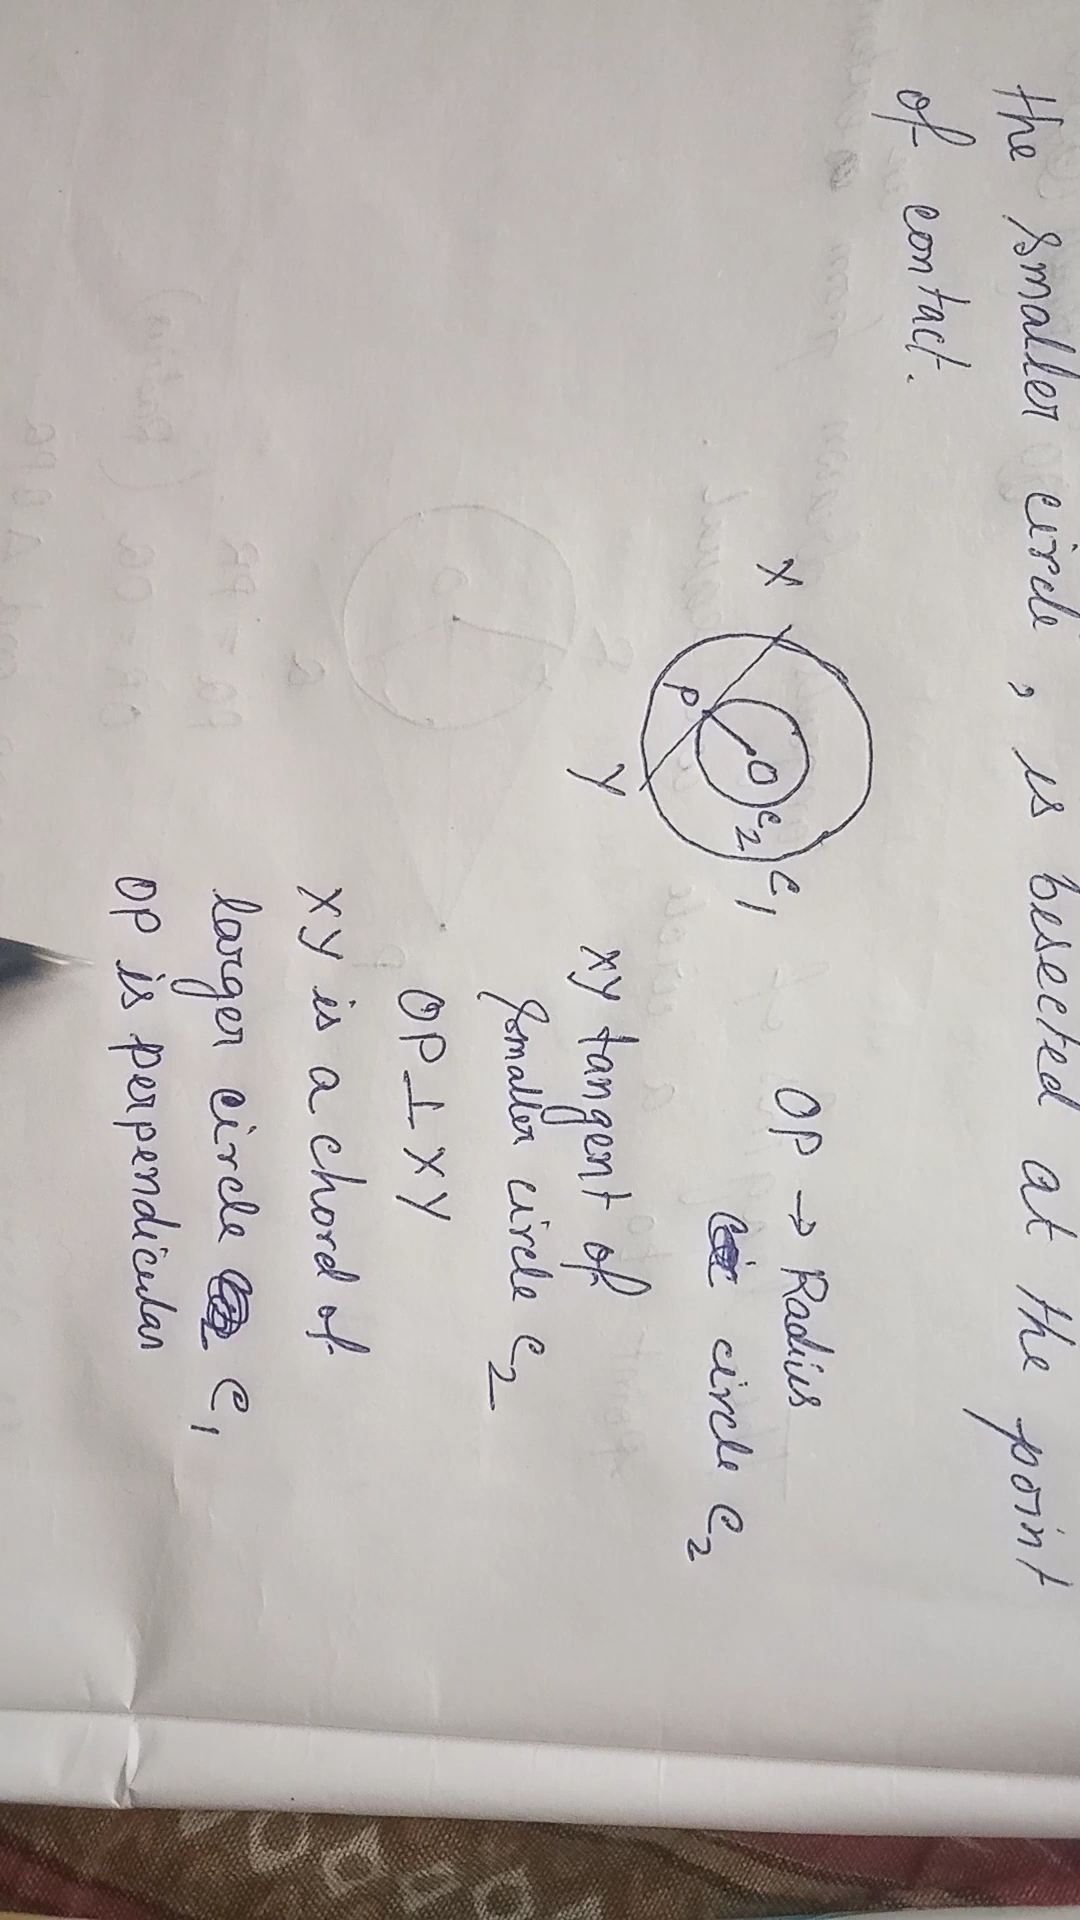 the smaller circle, is besected at the point
of contact.
X
P
O
Y
C2
C1
OP → Radius
circle C2
XY tangent of
smaller circle C2
OP ⊥ XY
XY is a chord of
larger circle C1
OP is perpendicular